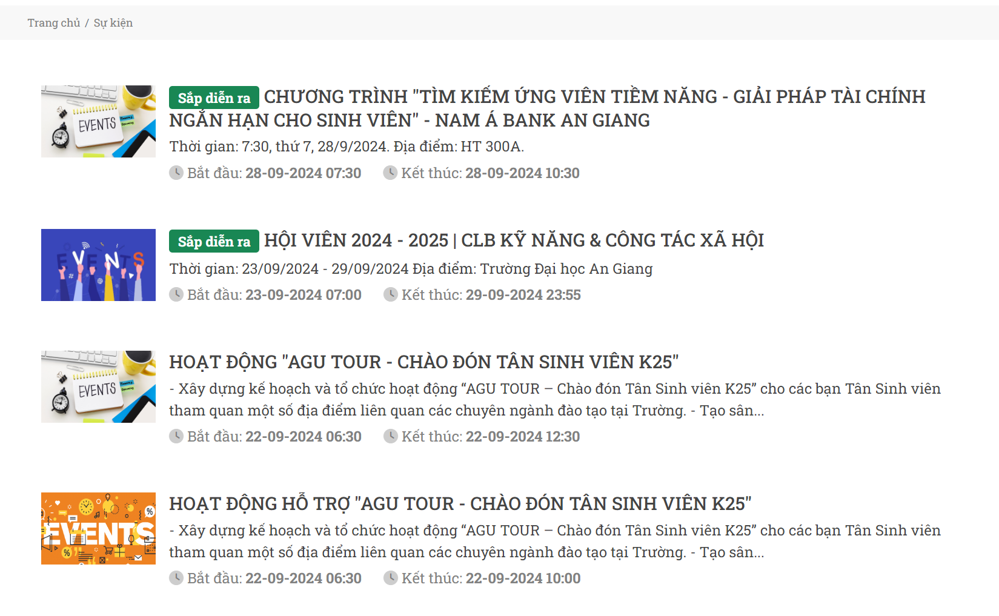 Trang chủ / Sự kiện
EVENTS
Sắp diễn ra CHƯƠNG TRÌNH "TÌM KIẾM ỨNG VIÊN TIỀM NĂNG - GIẢI PHÁP TÀI CHÍNH
NGẮN HẠN CHO SINH VIÊN" - NAM Á BANK AN GIANG
Thời gian: 7:30, thứ 7, 28/9/2024. Địa điểm: HT 300A.
Bắt đầu: 28-09-2024 07:30 Kết thúc: 28-09-2024 10:30
EVENTS
Sắp diễn ra HỘI VIÊN 2024 - 2025 | CLB KỸ NĂNG & CÔNG TÁC XÃ HỘI
Thời gian: 23/09/2024 - 29/09/2024 Địa điểm: Trường Đại học An Giang
Bắt đầu: 23-09-2024 07:00 Kết thúc: 29-09-2024 23:55
EVENTS
HOẠT ĐỘNG "AGU TOUR - CHÀO ĐÓN TÂN SINH VIÊN K25"
- Xây dựng kế hoạch và tổ chức hoạt động “AGU TOUR – Chào đón Tân Sinh viên K25” cho các bạn Tân Sinh viên
tham quan một số địa điểm liên quan các chuyên ngành đào tạo tại Trường. - Tạo sân...
Bắt đầu: 22-09-2024 06:30 Kết thúc: 22-09-2024 12:30
EVENTS
HOẠT ĐỘNG HỖ TRỢ "AGU TOUR - CHÀO ĐÓN TÂN SINH VIÊN K25"
- Xây dựng kế hoạch và tổ chức hoạt động “AGU TOUR – Chào đón Tân Sinh viên K25” cho các bạn Tân Sinh viên
tham quan một số địa điểm liên quan các chuyên ngành đào tạo tại Trường. - Tạo sân...
Bắt đầu: 22-09-2024 06:30 Kết thúc: 22-09-2024 10:00